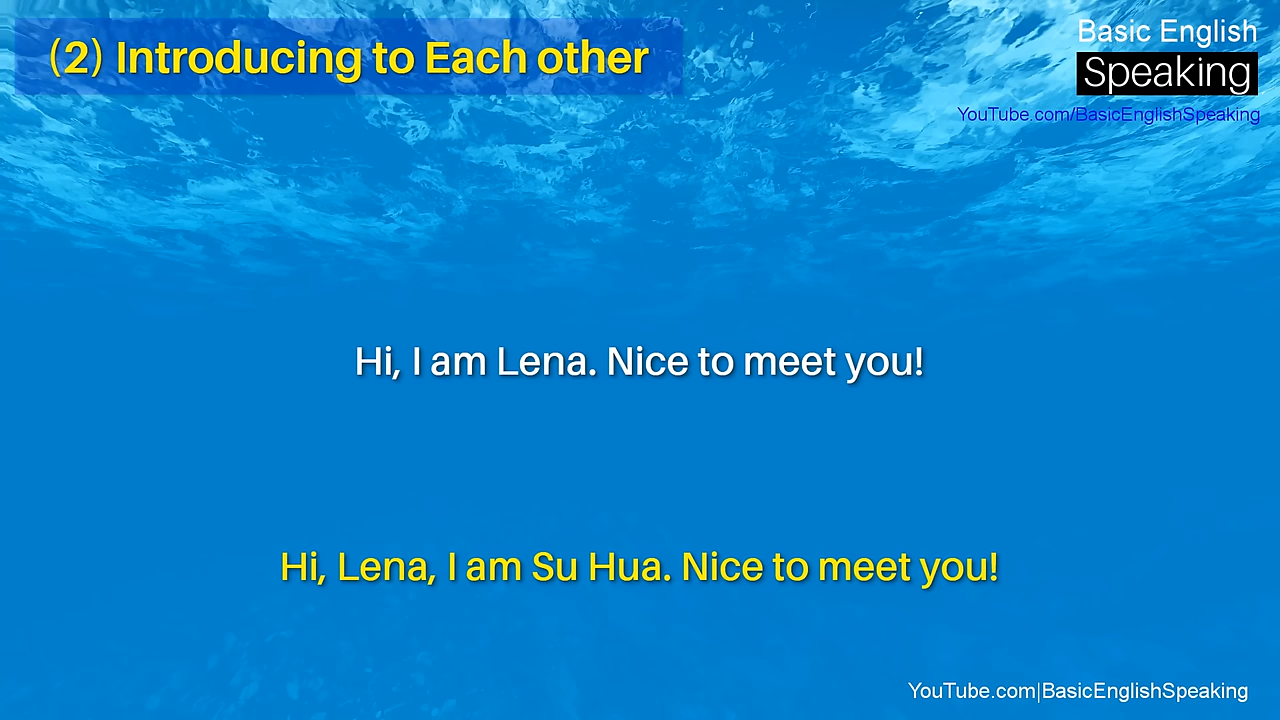 (2) Introducing to Each other
Basic English
Speaking
YouTube.com/BasicEnglishSpeaking
Hi, I am Lena. Nice to meet you!
Hi, Lena, I am Su Hua. Nice to meet you!
YouTube.com|BasicEnglishSpeaking